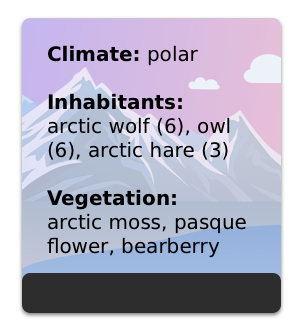 Climate: polar
Inhabitants:
arctic wolf (6), owl
(6), arctic hare (3)
Vegetation:
arctic moss, pasque
flower, bearberry